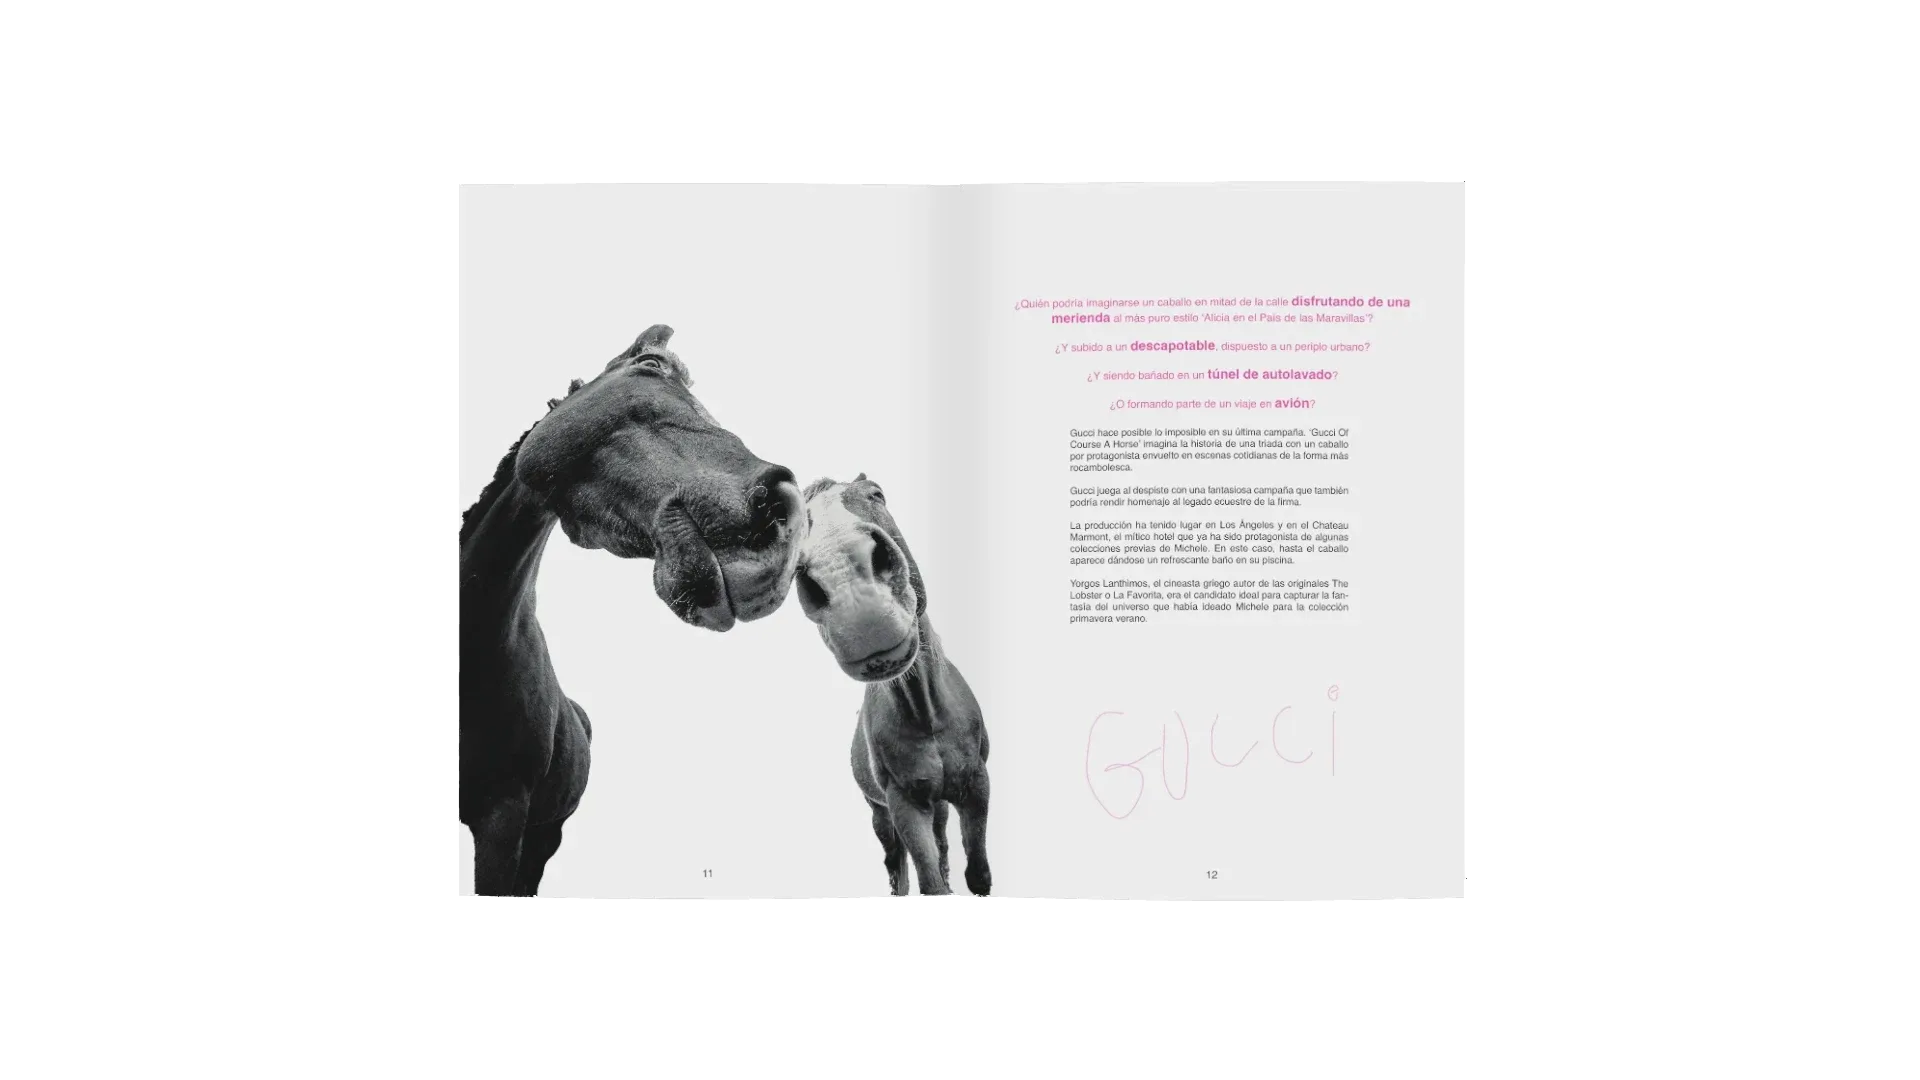 ¿Quién podría imaginarse un caballo en mitad de la calle disfrutando de una
merienda al más puro estilo 'Alicia en el País de las Maravillas'?
¿Y subido a un descapotable, dispuesto a un periplo urbano?
¿Y siendo bañado en un túnel de autolavado?
¿O formando parte de un viaje en avión?
Gucci hace posible lo imposible en su última campaña. 'Gucci Of
Course A Horse' imagina la historia de una triada con un caballo
por protagonista envuelto en escenas cotidianas de la forma más
rocambolesca.
Gucci juega al despiste con una fantasiosa campaña que también
podría rendir homenaje al legado ecuestre de la firma.
La producción ha tenido lugar en Los Ángeles y en el Chateau
Marmont, el mítico hotel que ya ha sido protagonista de algunas
colecciones previas de Michele. En este caso, hasta el caballo
aparece dándose un refrescante baño en su piscina.
Yorgos Lanthimos, el cineasta griego autor de las originales The
Lobster o La Favorita, era el candidato ideal para capturar la fan-
tasía del universo que había ideado Michele para la colección
primavera verano.
GUCCi
11
12